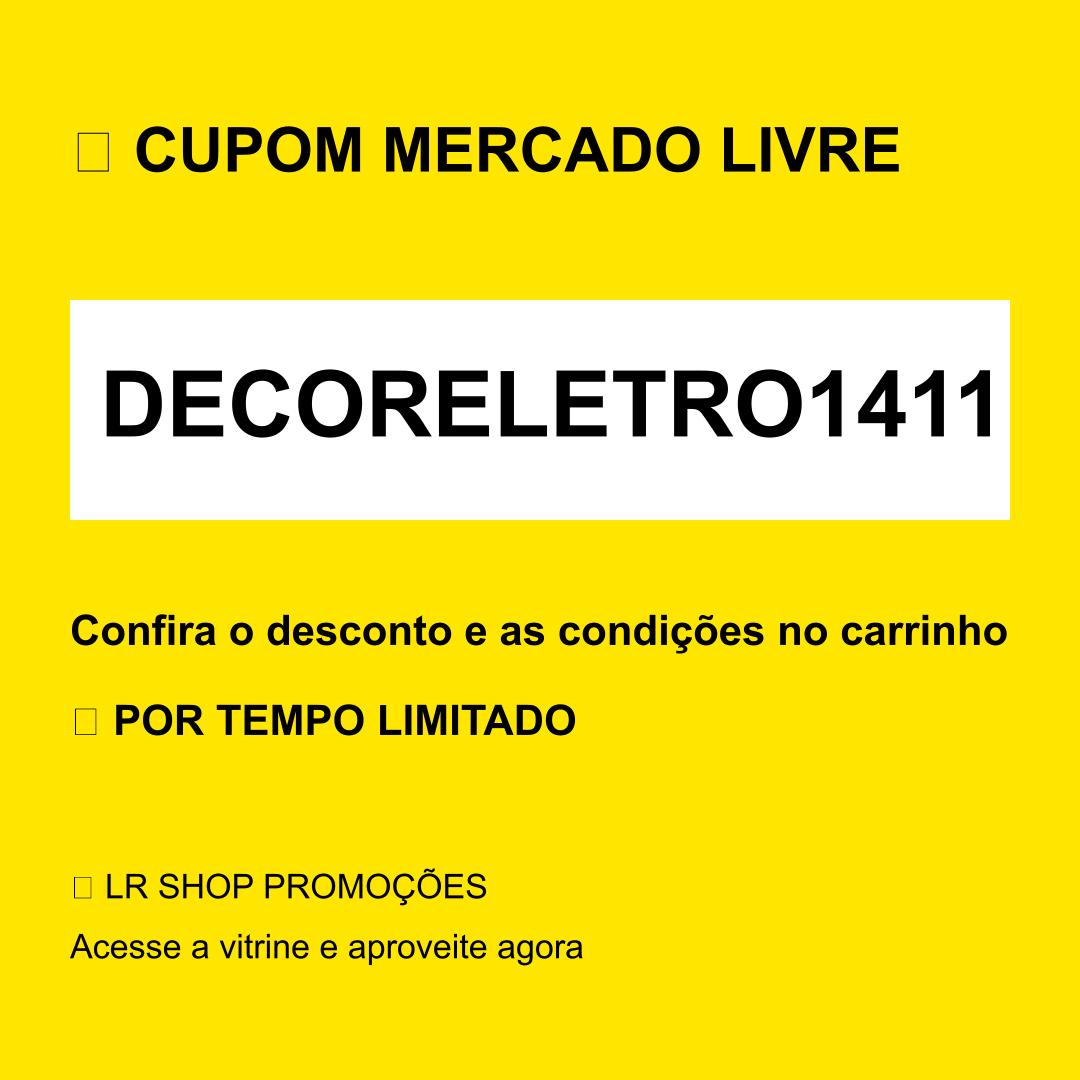 □ CUPOM MERCADO LIVRE
DECORELETRO1411
Confira o desconto e as condições no carrinho
□ POR TEMPO LIMITADO
□ LR SHOP PROMOÇÕES
Acesse a vitrine e aproveite agora